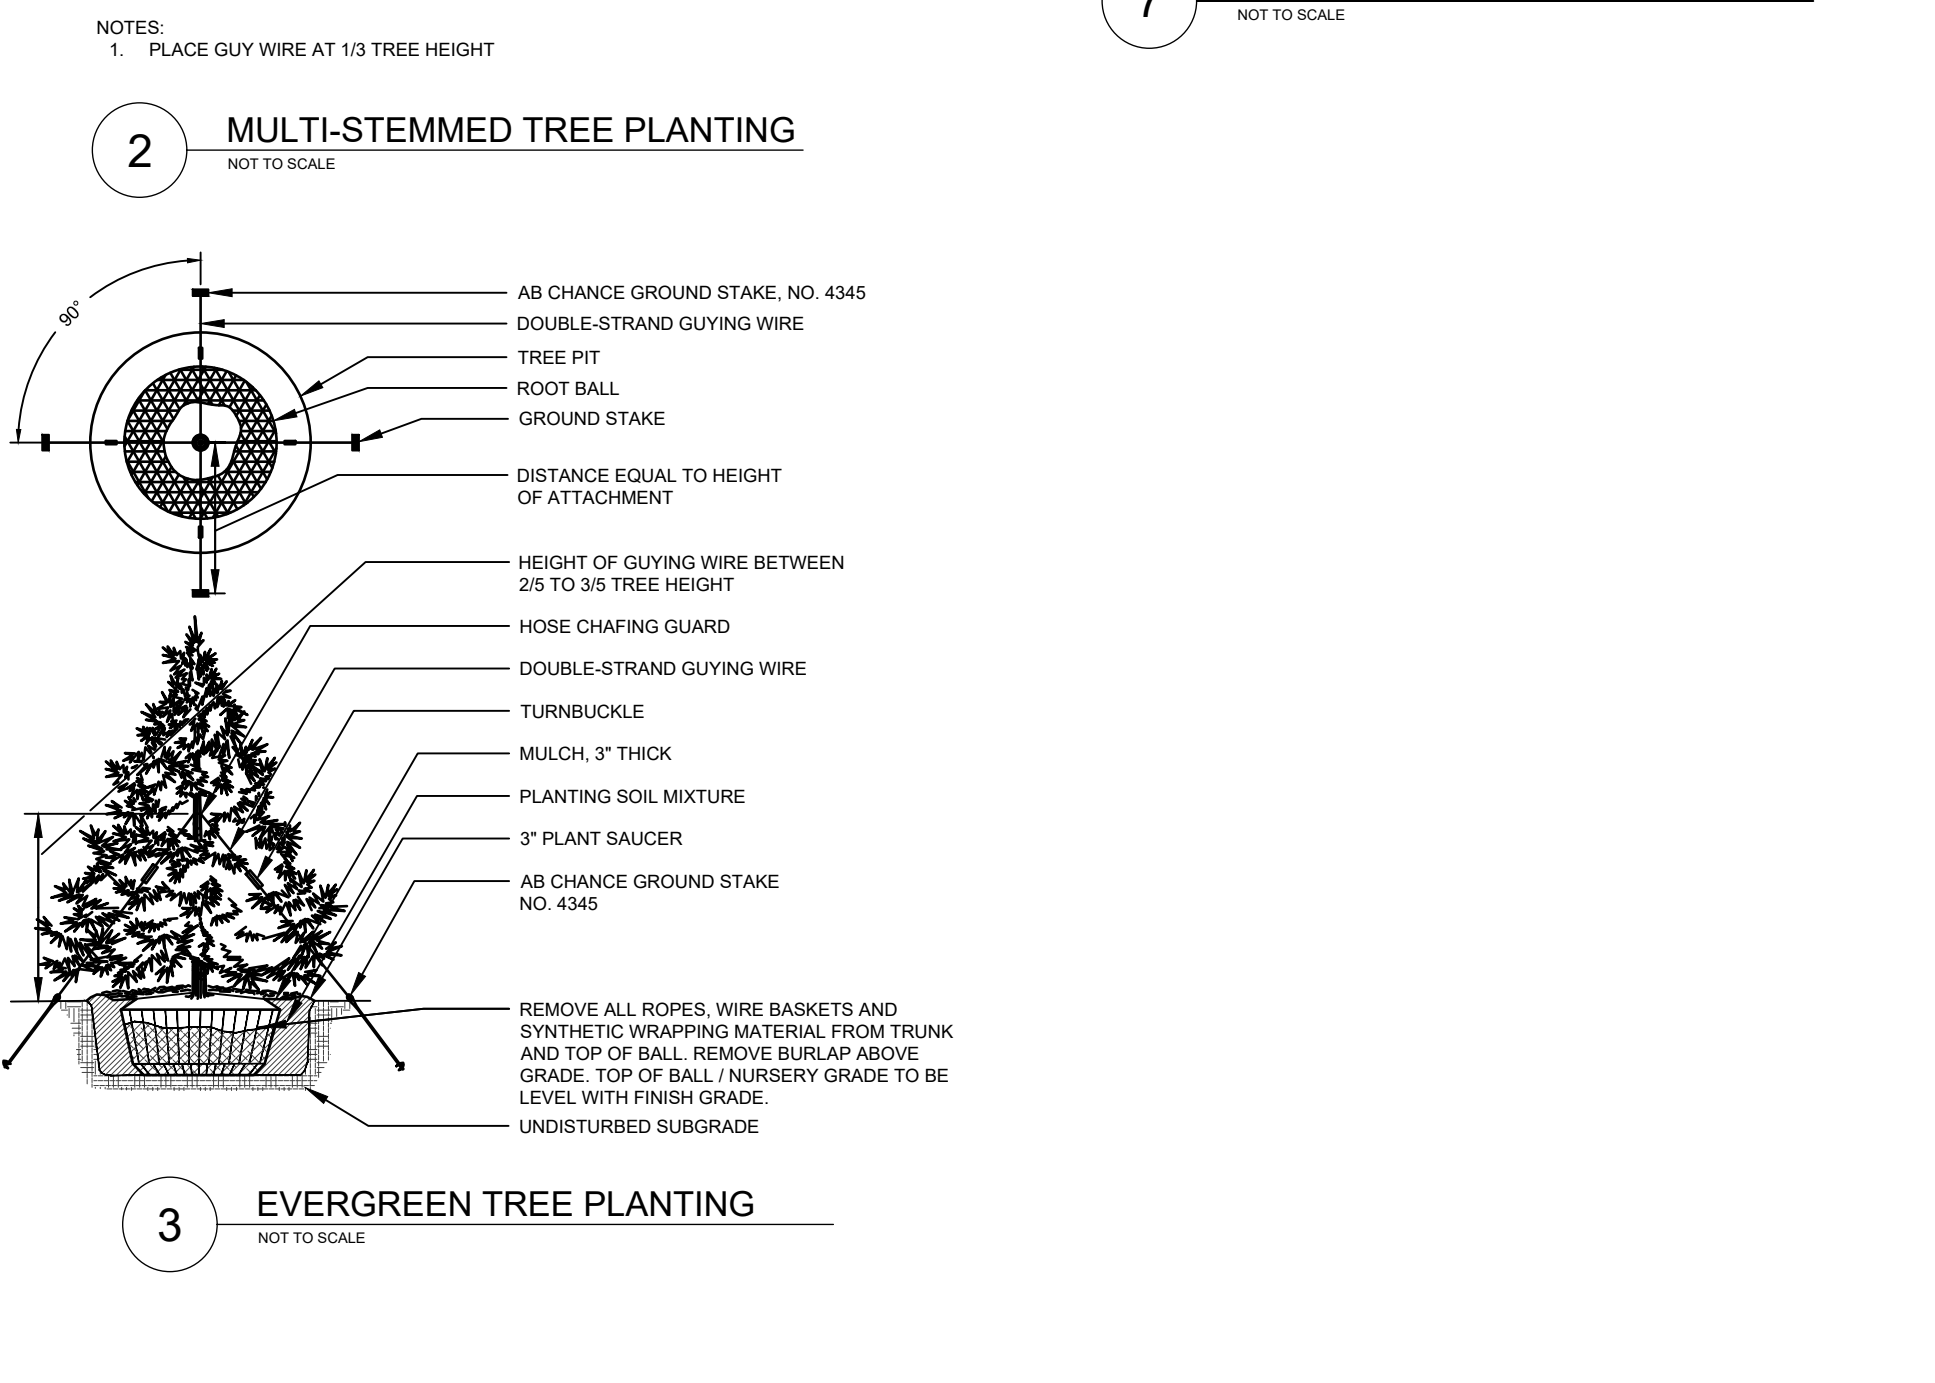 NOTES:
1. PLACE GUY WIRE AT 1/3 TREE HEIGHT
2
MULTI-STEMMED TREE PLANTING
NOT TO SCALE
7
NOT TO SCALE
90°
AB CHANCE GROUND STAKE, NO. 4345
DOUBLE-STRAND GUYING WIRE
TREE PIT
ROOT BALL
GROUND STAKE
DISTANCE EQUAL TO HEIGHT
OF ATTACHMENT
HEIGHT OF GUYING WIRE BETWEEN
2/5 TO 3/5 TREE HEIGHT
HOSE CHAFING GUARD
DOUBLE-STRAND GUYING WIRE
TURNBUCKLE
MULCH, 3" THICK
PLANTING SOIL MIXTURE
3" PLANT SAUCER
AB CHANCE GROUND STAKE
NO. 4345
REMOVE ALL ROPES, WIRE BASKETS AND
SYNTHETIC WRAPPING MATERIAL FROM TRUNK
AND TOP OF BALL. REMOVE BURLAP ABOVE
GRADE. TOP OF BALL / NURSERY GRADE TO BE
LEVEL WITH FINISH GRADE.
UNDISTURBED SUBGRADE
3
EVERGREEN TREE PLANTING
NOT TO SCALE